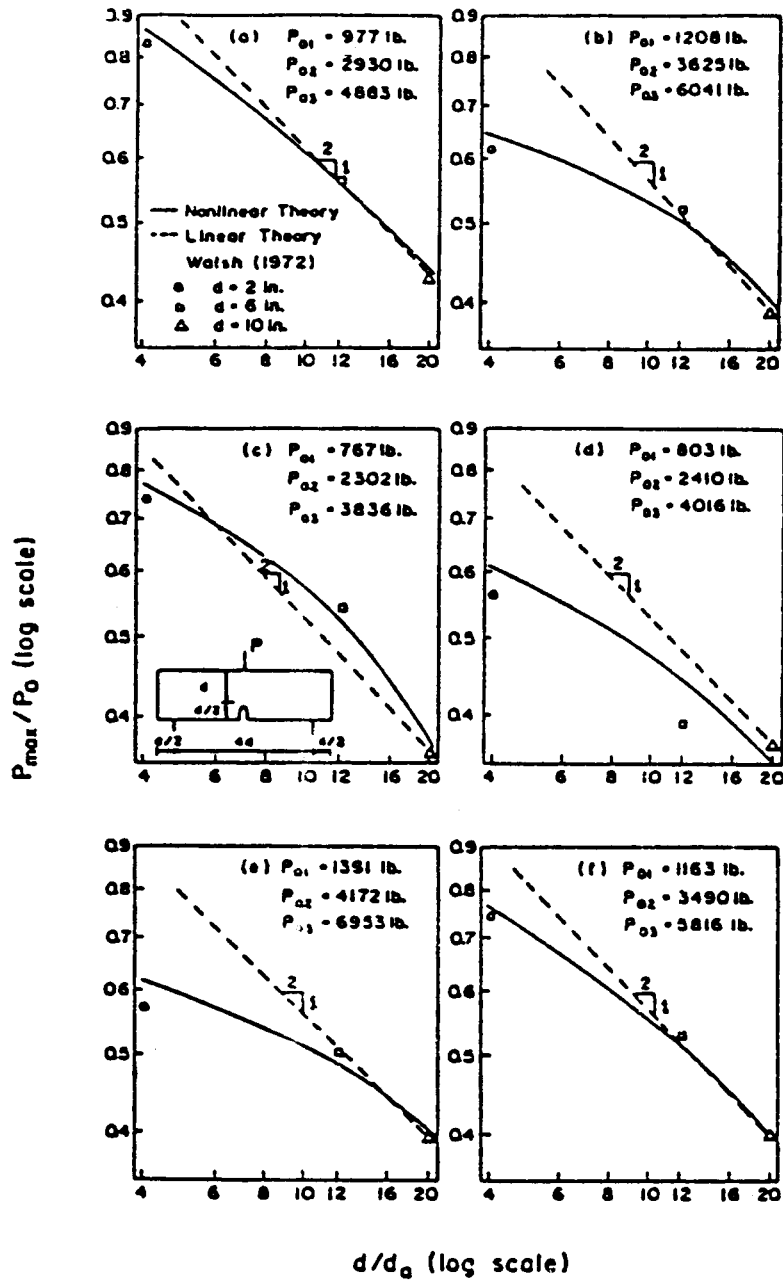 0.9
0.8
0.7
0.6
0.5
0.4
(a) P01 = 977 lb.
P02 = 2930 lb.
P03 = 4883 lb.
2
1
Nonlinear Theory
Linear Theory
Walsh (1972)
d = 2 in.
d = 6 in.
d = 10 in.
4 6 8 10 12 16 20
0.9
0.8
0.7
0.6
0.5
0.4
(b) P01 = 1208 lb.
P02 = 3625 lb.
P03 = 6041 lb.
2
1
4 6 8 10 12 16 20
0.9
0.8
0.7
0.6
0.5
0.4
(c) P01 = 767 lb.
P02 = 2302 lb.
P03 = 3836 lb.
2
1
P
d
d/2
d/2 4d d/2
4 6 8 10 12 16 20
0.9
0.8
0.7
0.6
0.5
0.4
(d) P01 = 803 lb.
P02 = 2410 lb.
P03 = 4016 lb.
2
1
4 6 8 10 12 16 20
0.9
0.8
0.7
0.6
0.5
0.4
(e) P01 = 1391 lb.
P02 = 4172 lb.
P03 = 6953 lb.
2
1
4 6 8 10 12 16 20
0.9
0.8
0.7
0.6
0.5
0.4
(f) P01 = 1163 lb.
P02 = 3490 lb.
P03 = 5816 lb.
2
1
4 6 8 10 12 16 20
Pmax/P0 (log scale)
d/da (log scale)